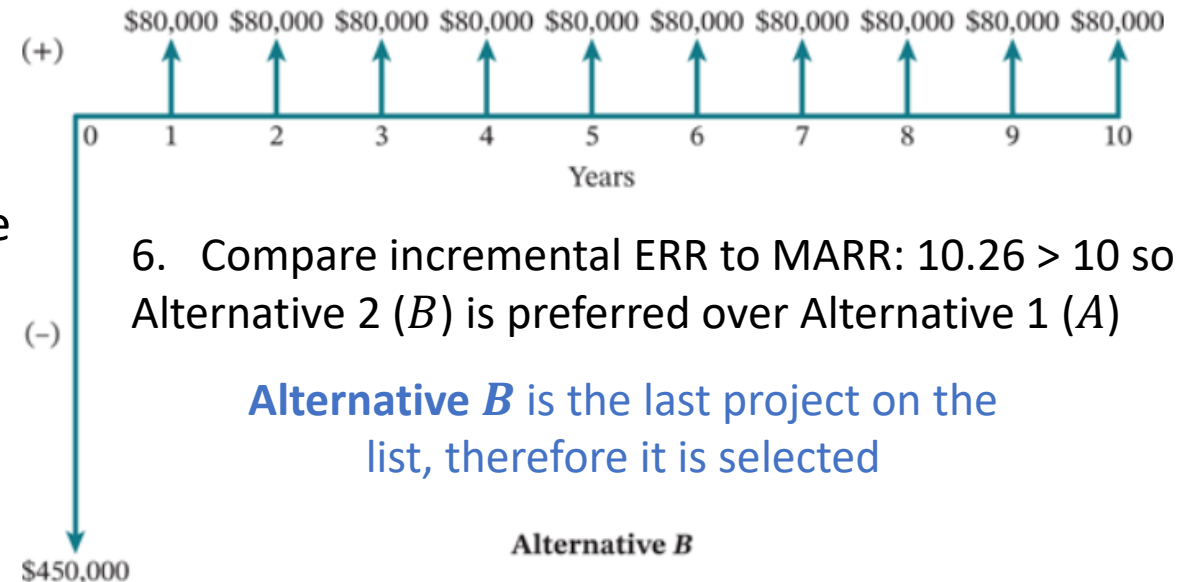 $80,000 $80,000 $80,000 $80,000 $80,000 $80,000 $80,000 $80,000 $80,000 $80,000
(+)
0 1 2 3 4 5 6 7 8 9 10
Years
e
6. Compare incremental ERR to MARR: 10.26 > 10 so
Alternative 2 (B) is preferred over Alternative 1 (A)
(–)
Alternative B is the last project on the
list, therefore it is selected
Alternative B
$450,000